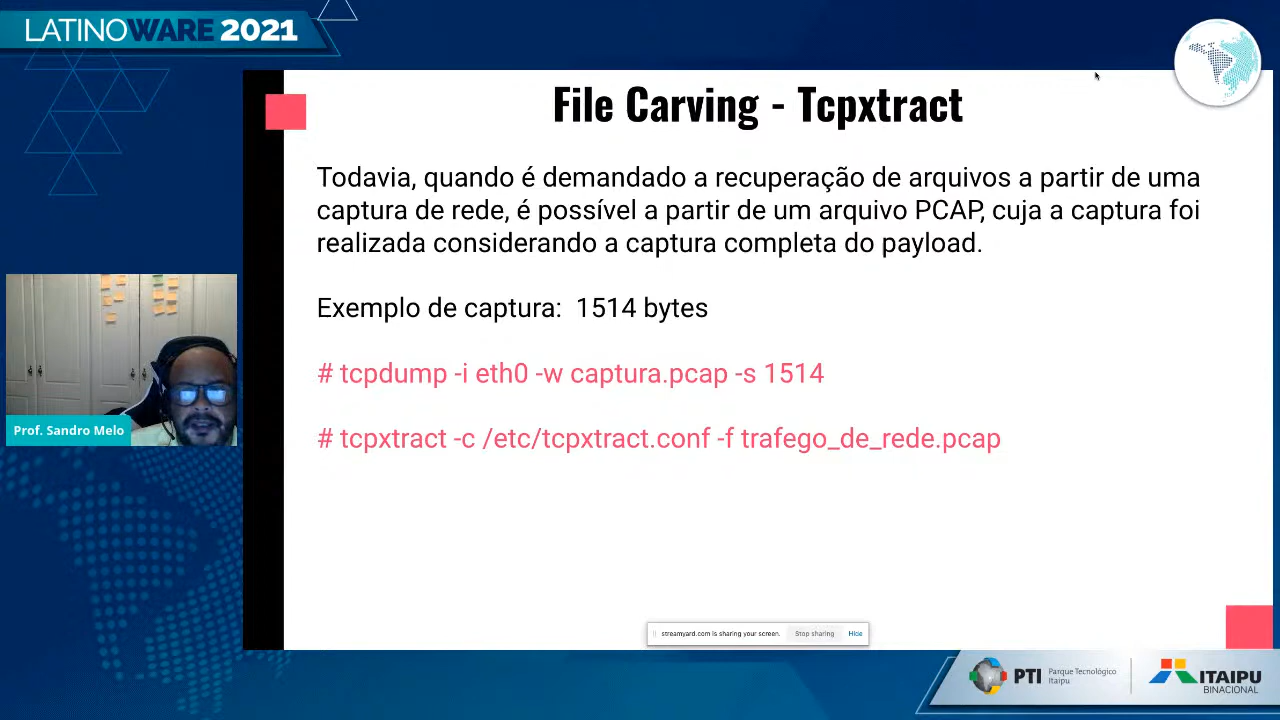 LATINOWARE 2021
File Carving - Tcpxtract
Todavia, quando é demandado a recuperação de arquivos a partir de uma
captura de rede, é possível a partir de um arquivo PCAP, cuja a captura foi
realizada considerando a captura completa do payload.
Exemplo de captura: 1514 bytes
# tcpdump -i eth0 -w captura.pcap -s 1514
# tcpxtract -c /etc/tcpxtract.conf -f trafego_de_rede.pcap
Prof. Sandro Melo
streamyard.com is sharing your screen.
Stop sharing
Hide
PTI
Parque Tecnológico
Itaipu
ITAIPU
BINACIONAL